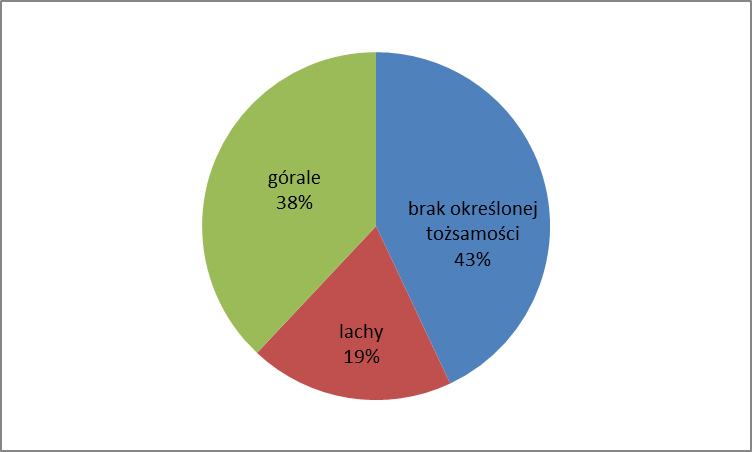 górale
38%
brak określonej
tożsamości
43%
lachy
19%